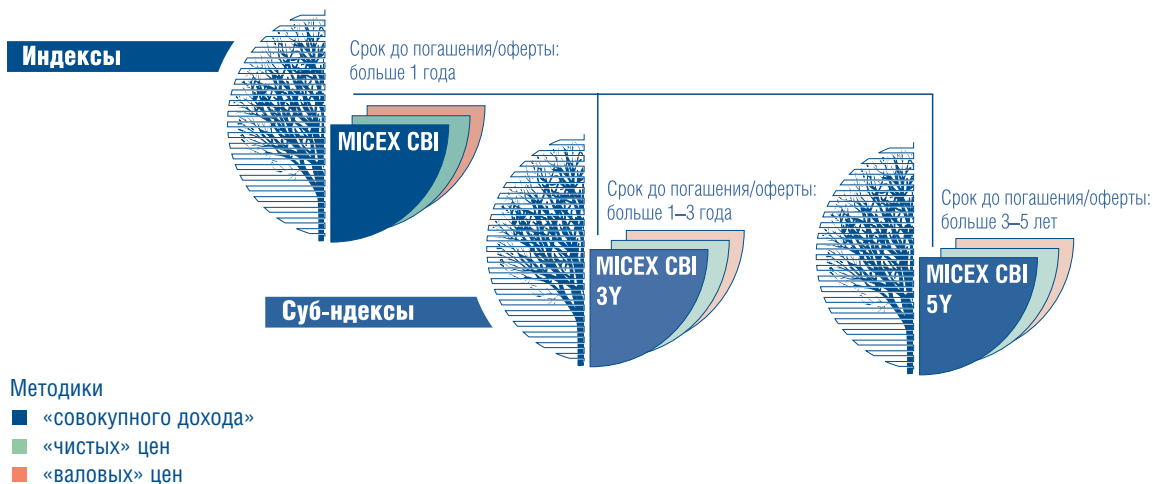 Индексы
Срок до погашения/оферты:
больше 1 года
MICEX CBI
Срок до погашения/оферты:
больше 1–3 года
MICEX CBI
3Y
Срок до погашения/оферты:
больше 3–5 лет
MICEX CBI
5Y
Суб-ндексы
Методики
«совокупного дохода»
«чистых» цен
«валовых» цен